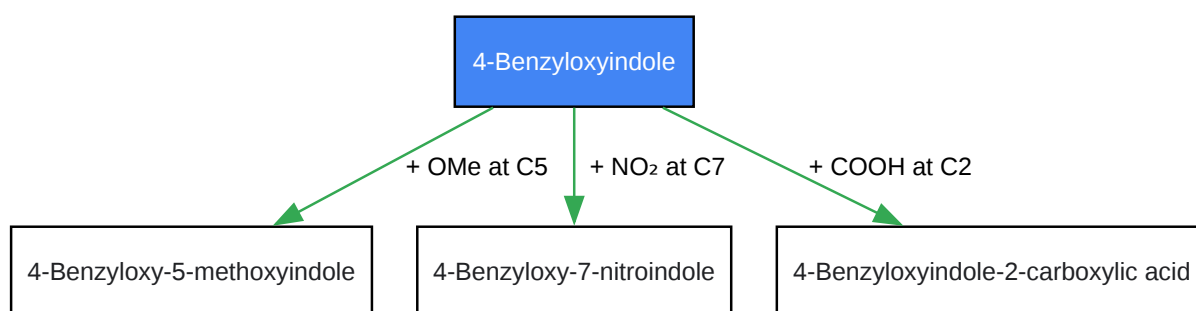 4-Benzyloxyindole
+ OMe at C5
+ NO₂ at C7
+ COOH at C2
4-Benzyloxy-5-methoxyindole
4-Benzyloxy-7-nitroindole
4-Benzyloxyindole-2-carboxylic acid